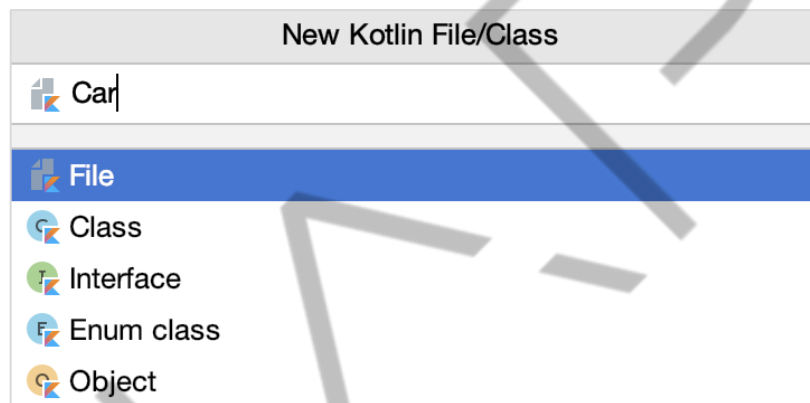 New Kotlin File/Class
Car
File
Class
Interface
Enum class
Object